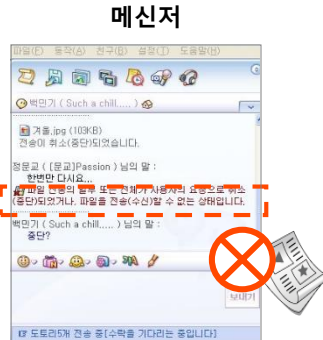 메신저
파일(F) 동작(A) 친구(B) 설정(T) 도움말(H)
백민기 ( Such a chill..... )
겨울.jpg (103KB)
전송이 취소(중단)되었습니다.
정문교 ( [문교]Passion ) 님의 말 :
한번만 다시요...
파일 전송의 일부 또는 전체가 사용자의 요청으로 취소
(중단)되었거나, 파일을 전송(수신)할 수 없는 상태입니다.
백민기 ( Such a chill..... ) 님의 말 :
중단?
보내기
도토리5개 전송 중[수락을 기다리는 중입니다]